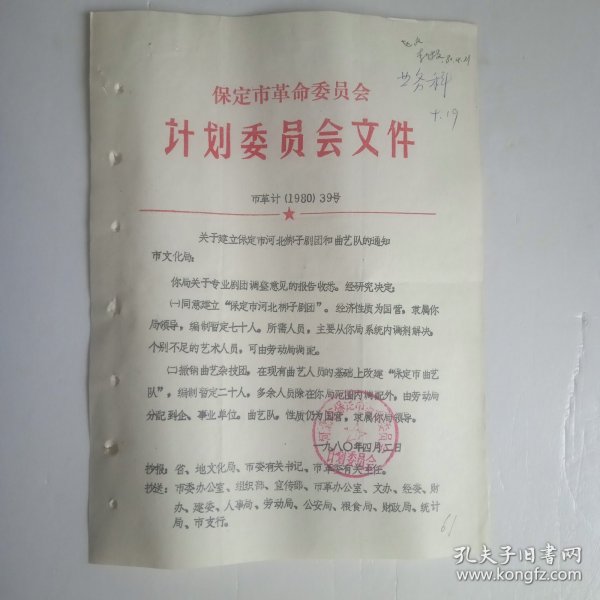 业务科
保定市革命委员会
计划委员会文件
市革计(1980)39号
关于建立保定市河北梆子剧团和曲艺队的通知
市文化局:
你局关于专业剧团调整意见的报告收悉。经研究决定:
㈠同意建立“保定市河北梆子剧团”。经济性质为国营,隶属你
局领导,编制暂定七十人。所需人员,主要从你局系统内调剂解决。
个别不足的艺术人员,可由劳动局调配。
㈡撤销曲艺杂技团。在现有曲艺人员的基础上改建“保定市曲艺
队”,编制暂定二十人。多余人员除在你局范围内调配外,由劳动局
分配到企、事业单位。曲艺队,性质仍为国营,隶属你局领导。
一九八〇年四月二日
计划委员会
抄报:省、地文化局、市委有关书记、市革委有关主任。
抄送:市委办公室、组织部、宣传部、市革办公室、文办、经委、财
办、建委、人事局、劳动局、公安局、粮食局、财政局、统计
局、市支行。
61
孔夫子旧书网
www.kongfz.com